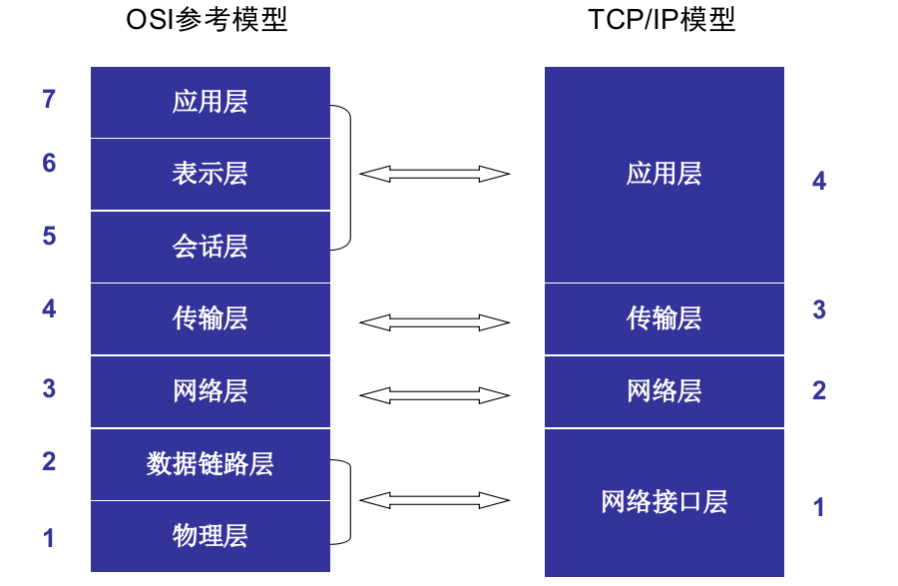 OSI参考模型
TCP/IP模型
7
应用层
6
表示层
5
会话层
4
传输层
3
网络层
2
数据链路层
1
物理层
应用层
4
传输层
3
网络层
2
网络接口层
1